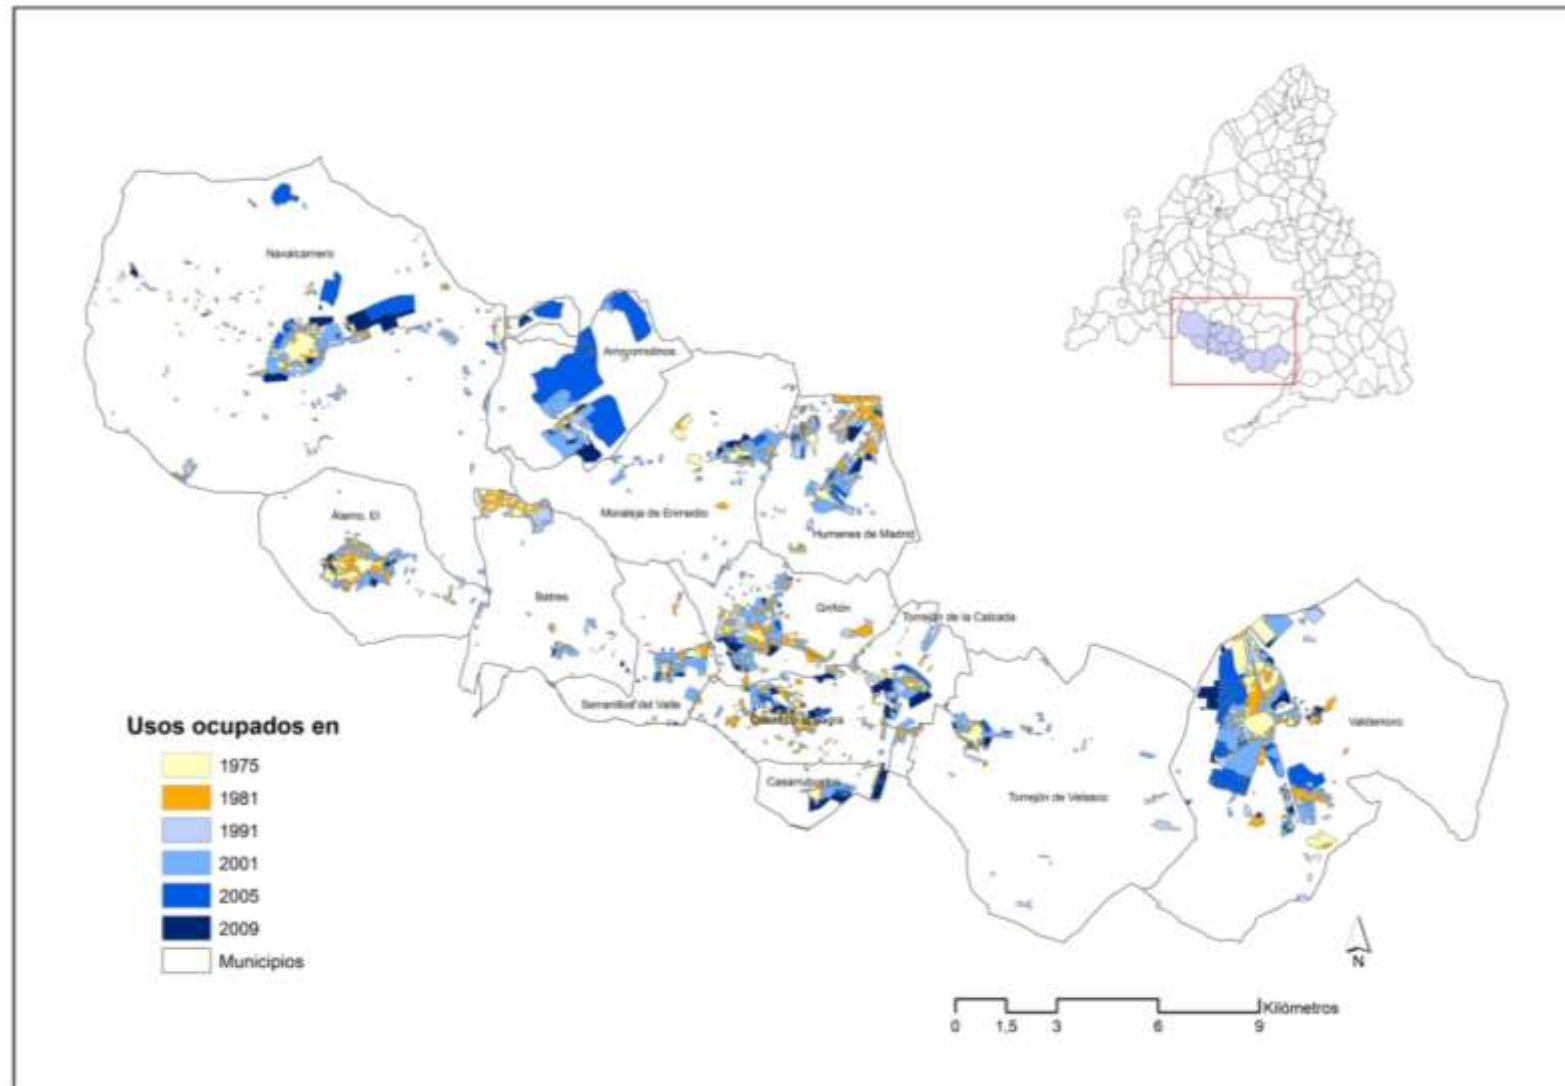 Navalcarnero
Arroyomolinos
Álamo, El
Moraleja de Enmedio
Humanes de Madrid
Batres
Griñón
Torrejón de la Calzada
Serranillos del Valle
Casarrubuelos
Torrejón de Velasco
Valdemoro
Usos ocupados en
1975
1981
1991
2001
2005
2009
Municipios
N
Kilómetros
0 1,5 3 6 9